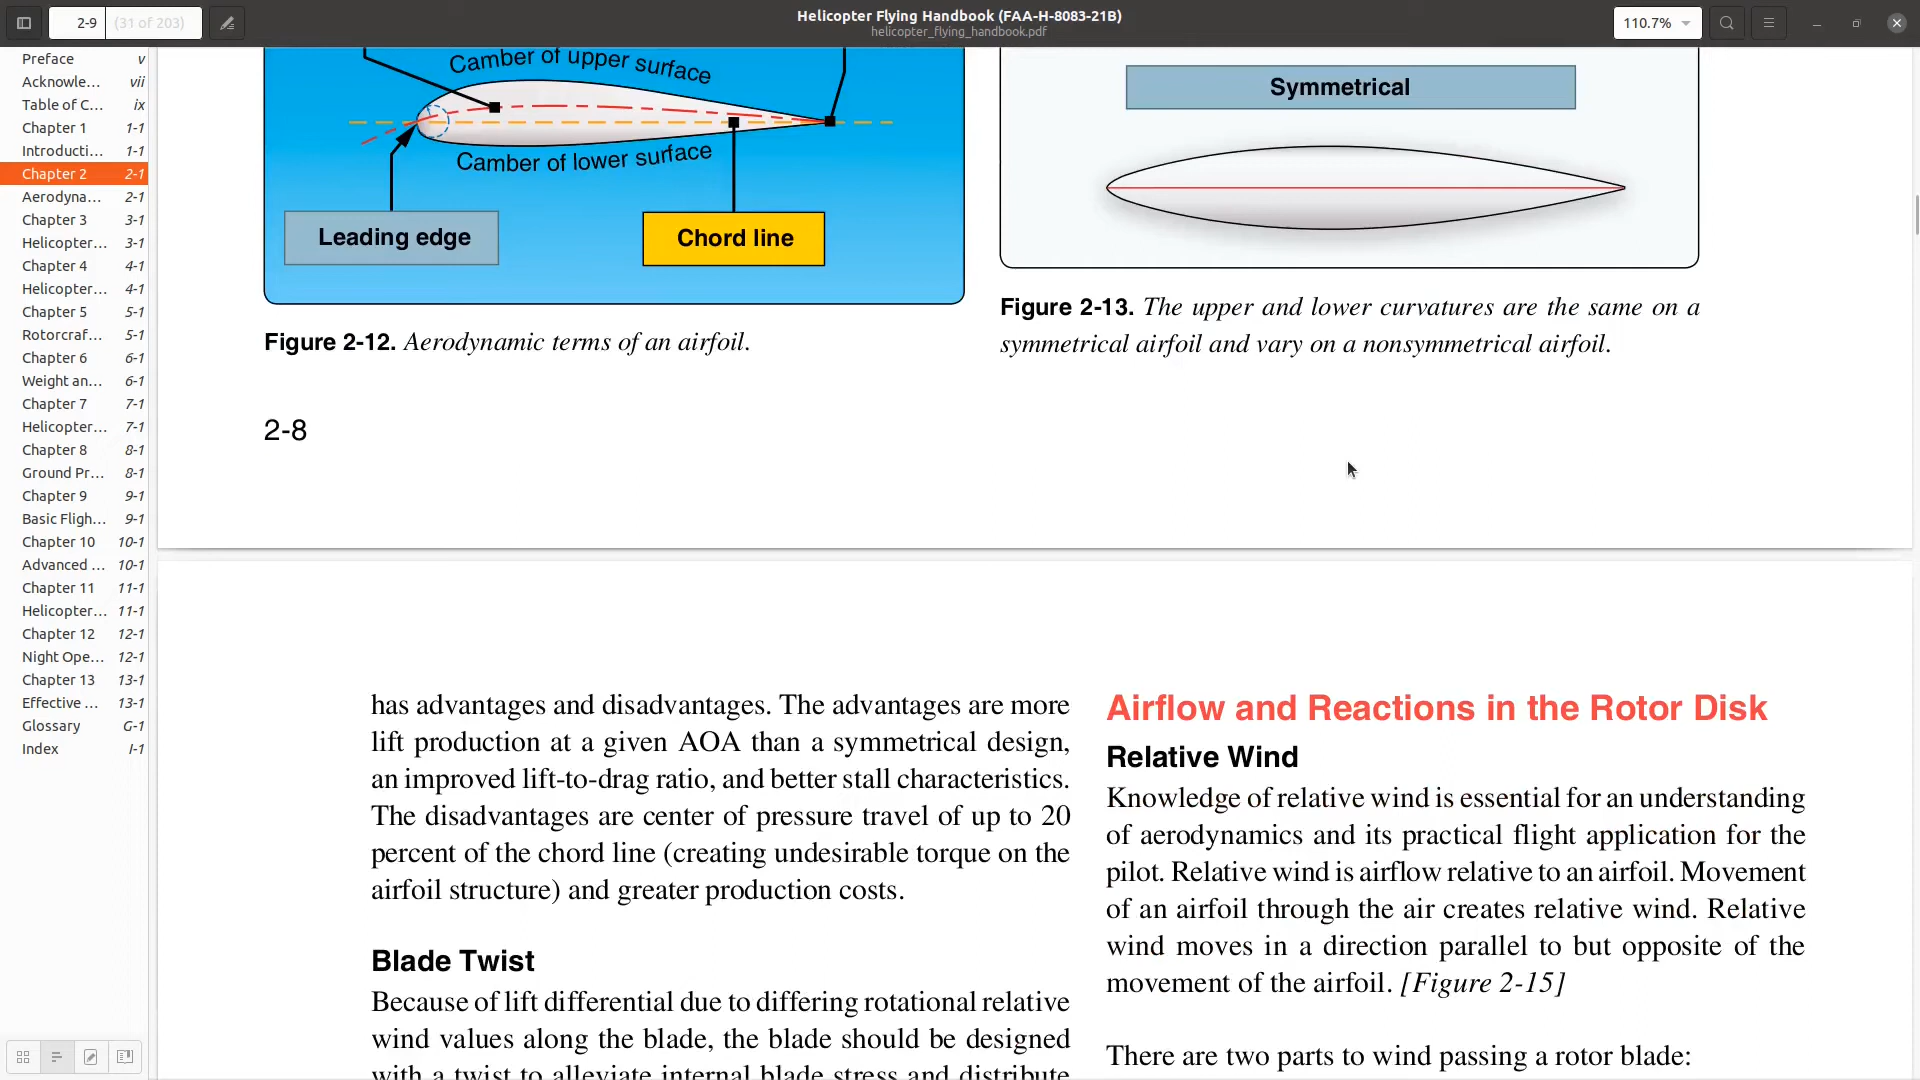 2-9
(31 of 203)
Helicopter Flying Handbook (FAA-H-8083-21B)
helicopter_flying_handbook.pdf
110.7%
Preface v
Acknowle... vii
Table of C... ix
Chapter 1 1-1
Introducti... 1-1
Chapter 2 2-1
Aerodyna... 2-1
Chapter 3 3-1
Helicopter... 3-1
Chapter 4 4-1
Helicopter... 4-1
Chapter 5 5-1
Rotorcraf... 5-1
Chapter 6 6-1
Weight an... 6-1
Chapter 7 7-1
Helicopter... 7-1
Chapter 8 8-1
Ground Pr... 8-1
Chapter 9 9-1
Basic Fligh... 9-1
Chapter 10 10-1
Advanced ... 10-1
Chapter 11 11-1
Helicopter... 11-1
Chapter 12 12-1
Night Ope... 12-1
Chapter 13 13-1
Effective ... 13-1
Glossary G-1
Index I-1
Camber of upper surface
Camber of lower surface
Leading edge
Chord line
Figure 2-12. Aerodynamic terms of an airfoil.
2-8
Symmetrical
Figure 2-13. The upper and lower curvatures are the same on a
symmetrical airfoil and vary on a nonsymmetrical airfoil.
has advantages and disadvantages. The advantages are more
lift production at a given AOA than a symmetrical design,
an improved lift-to-drag ratio, and better stall characteristics.
The disadvantages are center of pressure travel of up to 20
percent of the chord line (creating undesirable torque on the
airfoil structure) and greater production costs.
Blade Twist
Because of lift differential due to differing rotational relative
wind values along the blade, the blade should be designed
with a twist to alleviate internal blade stress and distribute
Airflow and Reactions in the Rotor Disk
Relative Wind
Knowledge of relative wind is essential for an understanding
of aerodynamics and its practical flight application for the
pilot. Relative wind is airflow relative to an airfoil. Movement
of an airfoil through the air creates relative wind. Relative
wind moves in a direction parallel to but opposite of the
movement of the airfoil. [Figure 2-15]
There are two parts to wind passing a rotor blade: